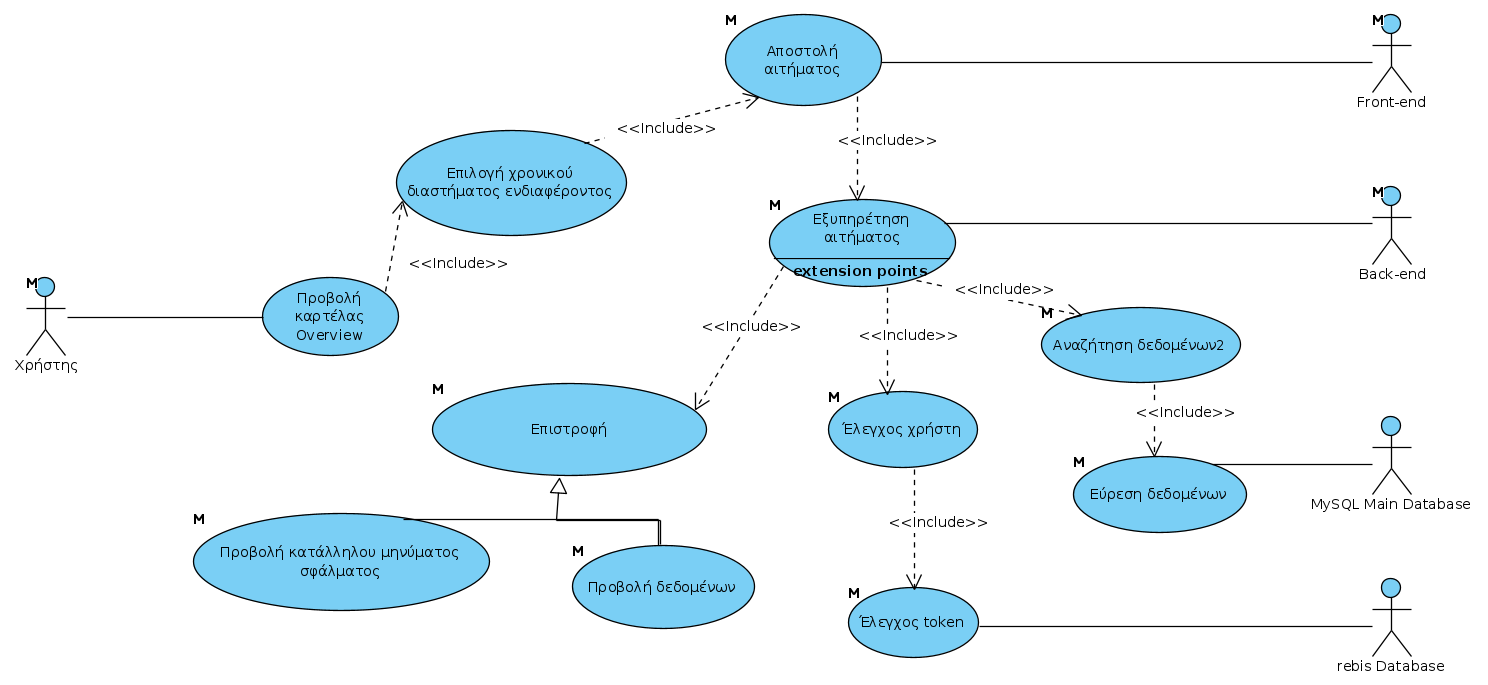 M
Αποστολή
αιτήματος
M
Front-end
<<Include>>
<<Include>>
Επιλογή χρονικού
διαστήματος ενδιαφέροντος
M
Εξυπηρέτηση
αιτήματος
extension points
M
Back-end
<<Include>>
M
Χρήστης
Προβολή
καρτέλας
Overview
<<Include>>
<<Include>>
<<Include>>
M
Αναζήτηση δεδομένων2
M
Επιστροφή
M
Έλεγχος χρήστη
<<Include>>
M
Εύρεση δεδομένων
MySQL Main Database
M
Προβολή κατάλληλου μηνύματος
σφάλματος
M
Προβολή δεδομένων
<<Include>>
M
Έλεγχος token
rebis Database